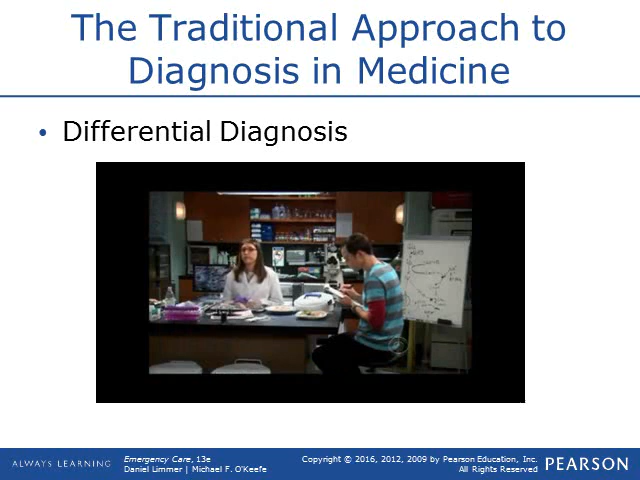 The Traditional Approach to
Diagnosis in Medicine
• Differential Diagnosis
ALWAYS LEARNING
Emergency Care, 13e
Daniel Limmer | Michael F. O'Keefe
Copyright © 2016, 2012, 2009 by Pearson Education, Inc.
All Rights Reserved
PEARSON